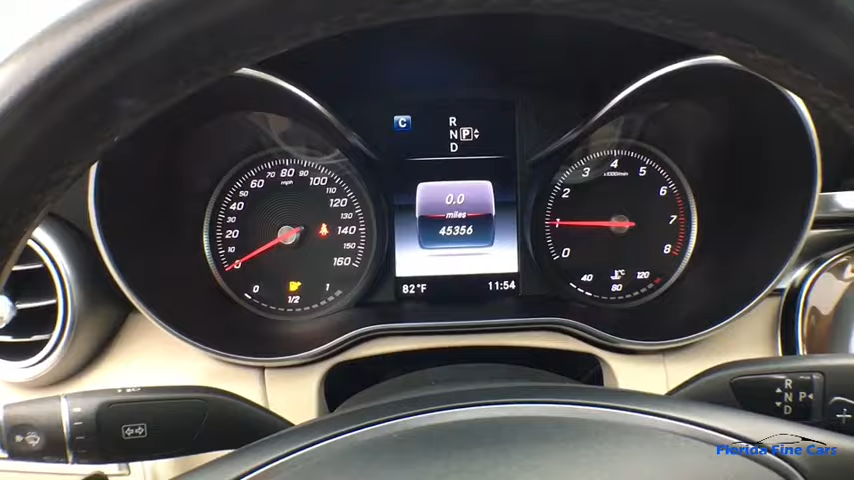 C
R
N P
D
80
70 90
60 mph 100
110
40 120
30 130
20 140
10 150
0 160
0 1/2 1
0.0
miles
45356
82°F 11:54
4
3 x1000/min 5
2 6
1 7
0 8
°C
40 80 120
R
N P
D
Florida Fine Cars